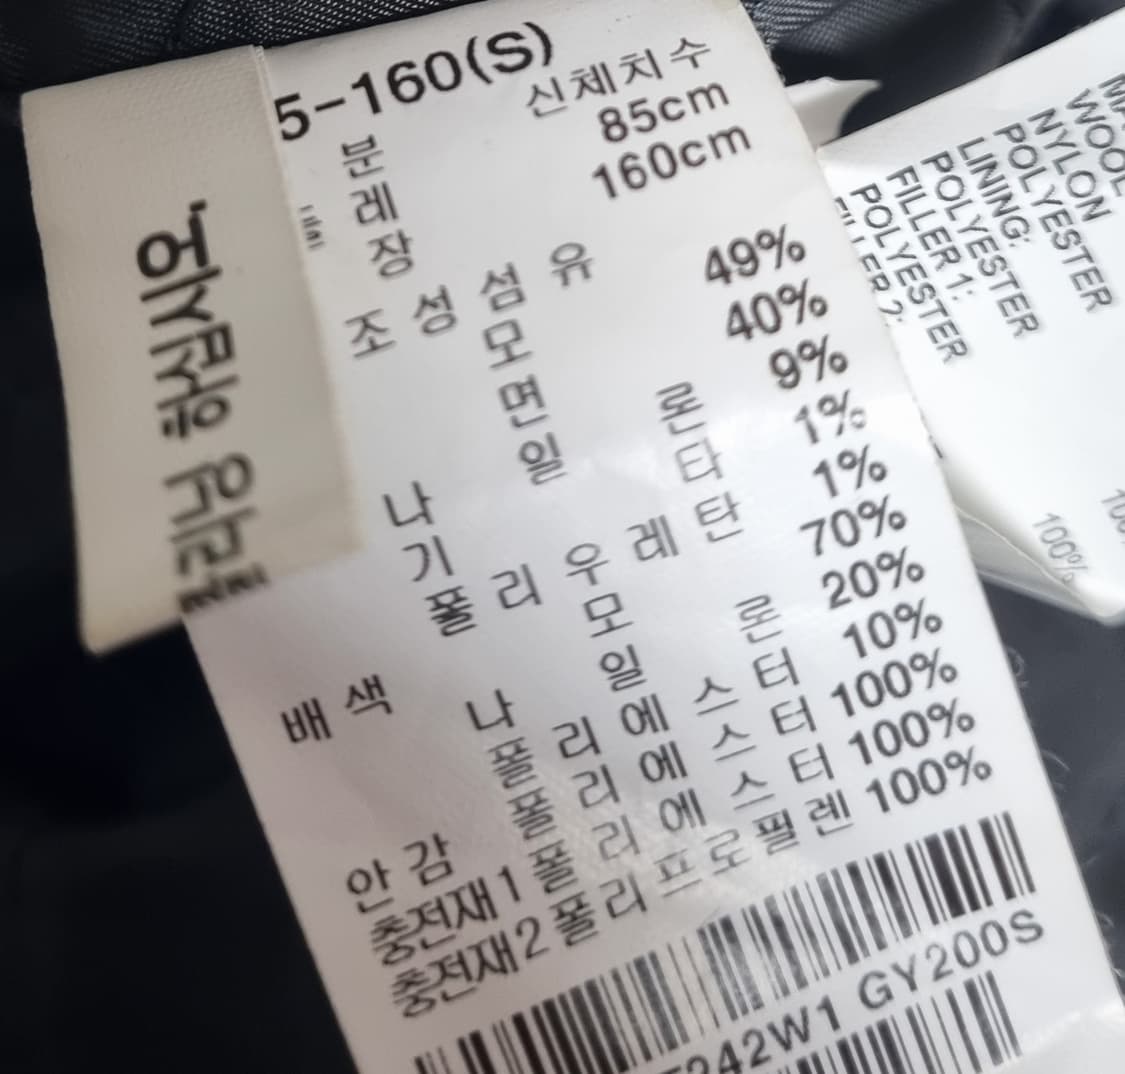 5-160(S)
분 신체치수
레 85cm
장 160cm
조성섬유
모 49%
면 40%
나일론 9%
기타 1%
폴리우레탄 1%
배색 모 70%
나일론 20%
폴리에스터 10%
안감 폴리에스터 100%
충전재1 폴리에스터 100%
충전재2 폴리프로필렌 100%
242W1 GY200S
WOOL
NYLON
POLYESTER
LINING:
POLYESTER
FILLER 1:
POLYESTER
100%